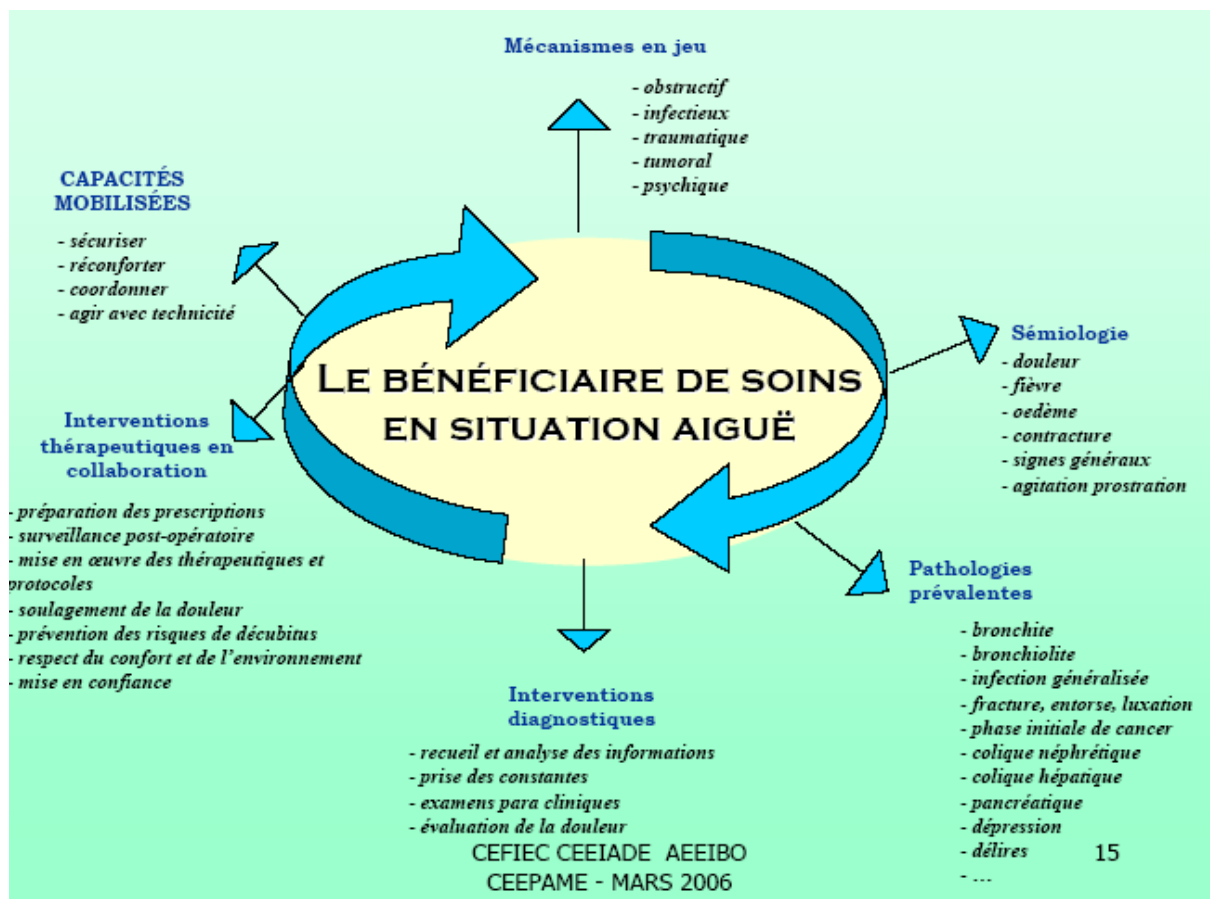 Mécanismes en jeu
- obstructif
- infectieux
- traumatique
- tumoral
- psychique
CAPACITÉS
MOBILISÉES
- sécuriser
- réconforter
- coordonner
- agir avec technicité
LE BÉNÉFICIAIRE DE SOINS
EN SITUATION AIGUË
Sémiologie
- douleur
- fièvre
- oedème
- contracture
- signes généraux
- agitation prostration
Interventions
thérapeutiques en
collaboration
- préparation des prescriptions
- surveillance post-opératoire
- mise en œuvre des thérapeutiques et
protocoles
- soulagement de la douleur
- prévention des risques de décubitus
- respect du confort et de l'environnement
- mise en confiance
Pathologies
prévalentes
- bronchite
- bronchiolite
- infection généralisée
- fracture, entorse, luxation
- phase initiale de cancer
- colique néphrétique
- colique hépatique
- pancréatique
- dépression
- délires
- ...
Interventions
diagnostiques
- recueil et analyse des informations
- prise des constantes
- examens para cliniques
- évaluation de la douleur
CEFIEC CEEIADE AEEIBO
CEEPAME - MARS 2006
15